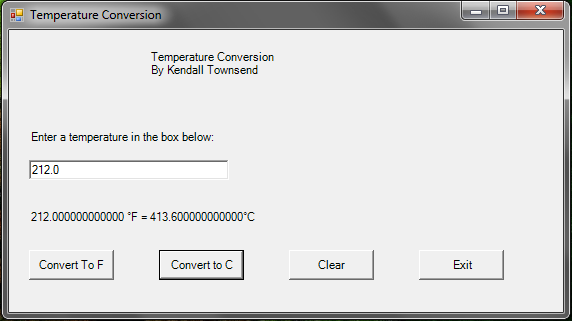 Temperature Conversion
Temperature Conversion
By Kendall Townsend
Enter a temperature in the box below:
212.0
212.000000000000 °F = 413.600000000000°C
Convert To F
Convert to C
Clear
Exit